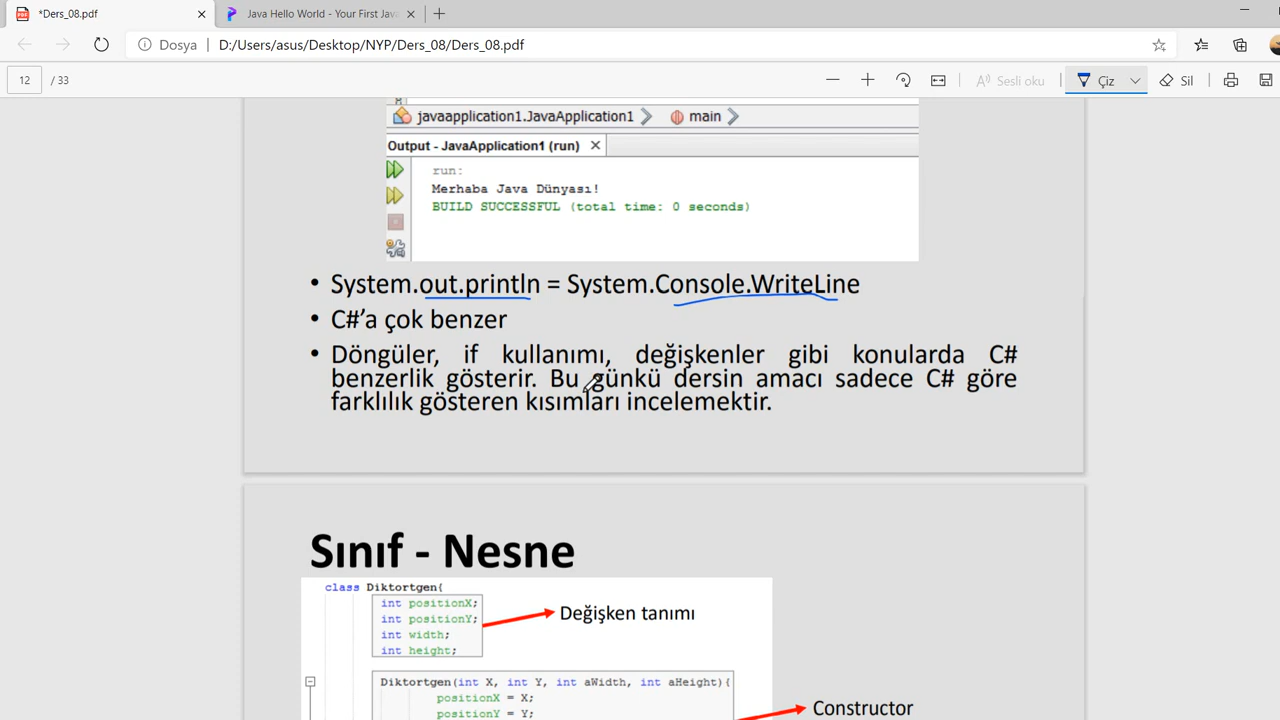 *Ders_08.pdf
Java Hello World - Your First Jav
Dosya
D:/Users/asus/Desktop/NYP/Ders_08/Ders_08.pdf
12 / 33
Sesli oku
Çiz
Sil
javaapplication1.JavaApplication1
main
Output - JavaApplication1 (run)
run:
Merhaba Java Dünyası!
BUILD SUCCESSFUL (total time: 0 seconds)
• System.out.println = System.Console.WriteLine
• C#'a çok benzer
• Döngüler, if kullanımı, değişkenler gibi konularda C#
benzerlik gösterir. Bu günkü dersin amacı sadece C# göre
farklılık gösteren kısımları incelemektir.
Sınıf - Nesne
class Diktortgen{
int positionX;
int positionY;
int width;
int height;
Değişken tanımı
Diktortgen(int X, int Y, int aWidth, int aHeight){
positionX = X;
positionY = Y;
Constructor